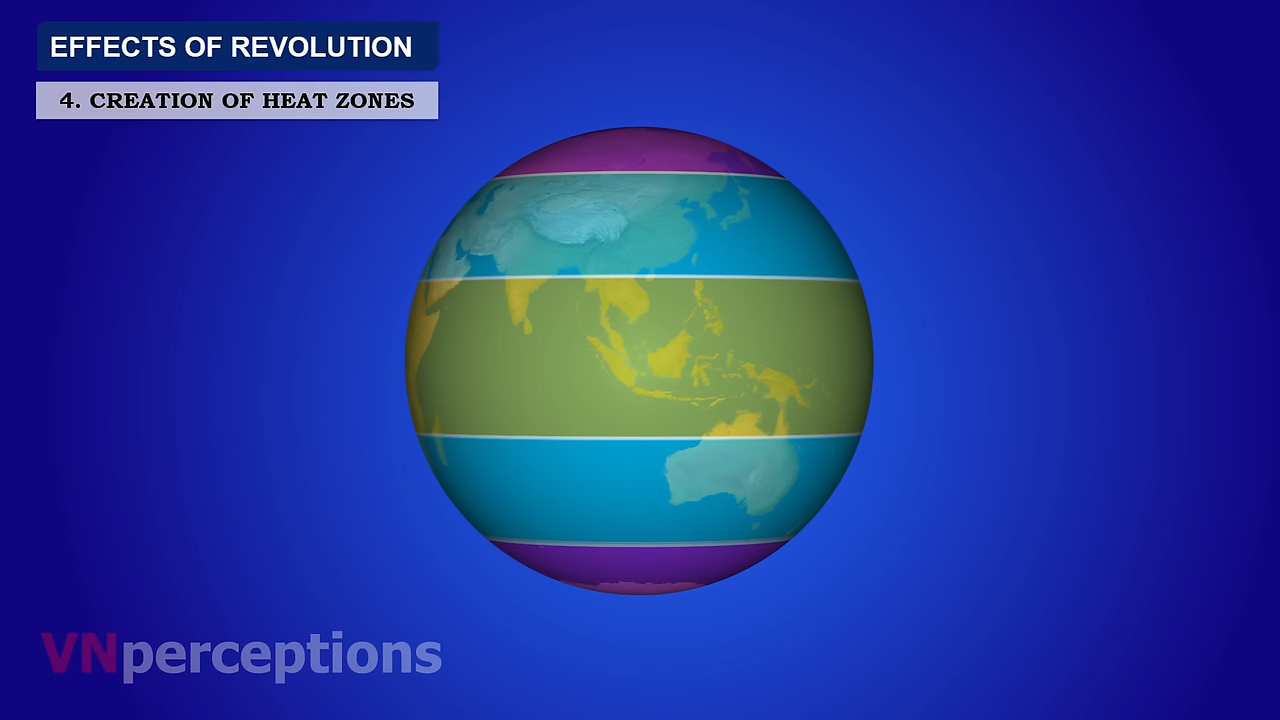 EFFECTS OF REVOLUTION
4. CREATION OF HEAT ZONES
VNperceptions